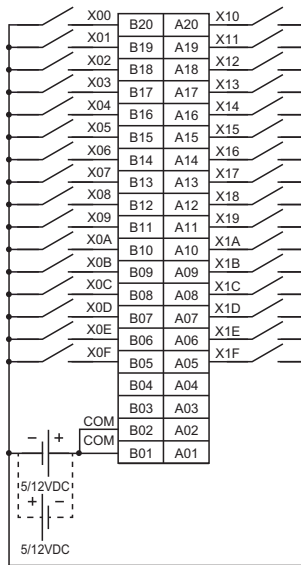 X00 B20 A20 X10
X01 B19 A19 X11
X02 B18 A18 X12
X03 B17 A17 X13
X04 B16 A16 X14
X05 B15 A15 X15
X06 B14 A14 X16
X07 B13 A13 X17
X08 B12 A12 X18
X09 B11 A11 X19
X0A B10 A10 X1A
X0B B09 A09 X1B
X0C B08 A08 X1C
X0D B07 A07 X1D
X0E B06 A06 X1E
X0F B05 A05 X1F
B04 A04
B03 A03
COM B02 A02
COM B01 A01
− +
5/12VDC
+ −
5/12VDC